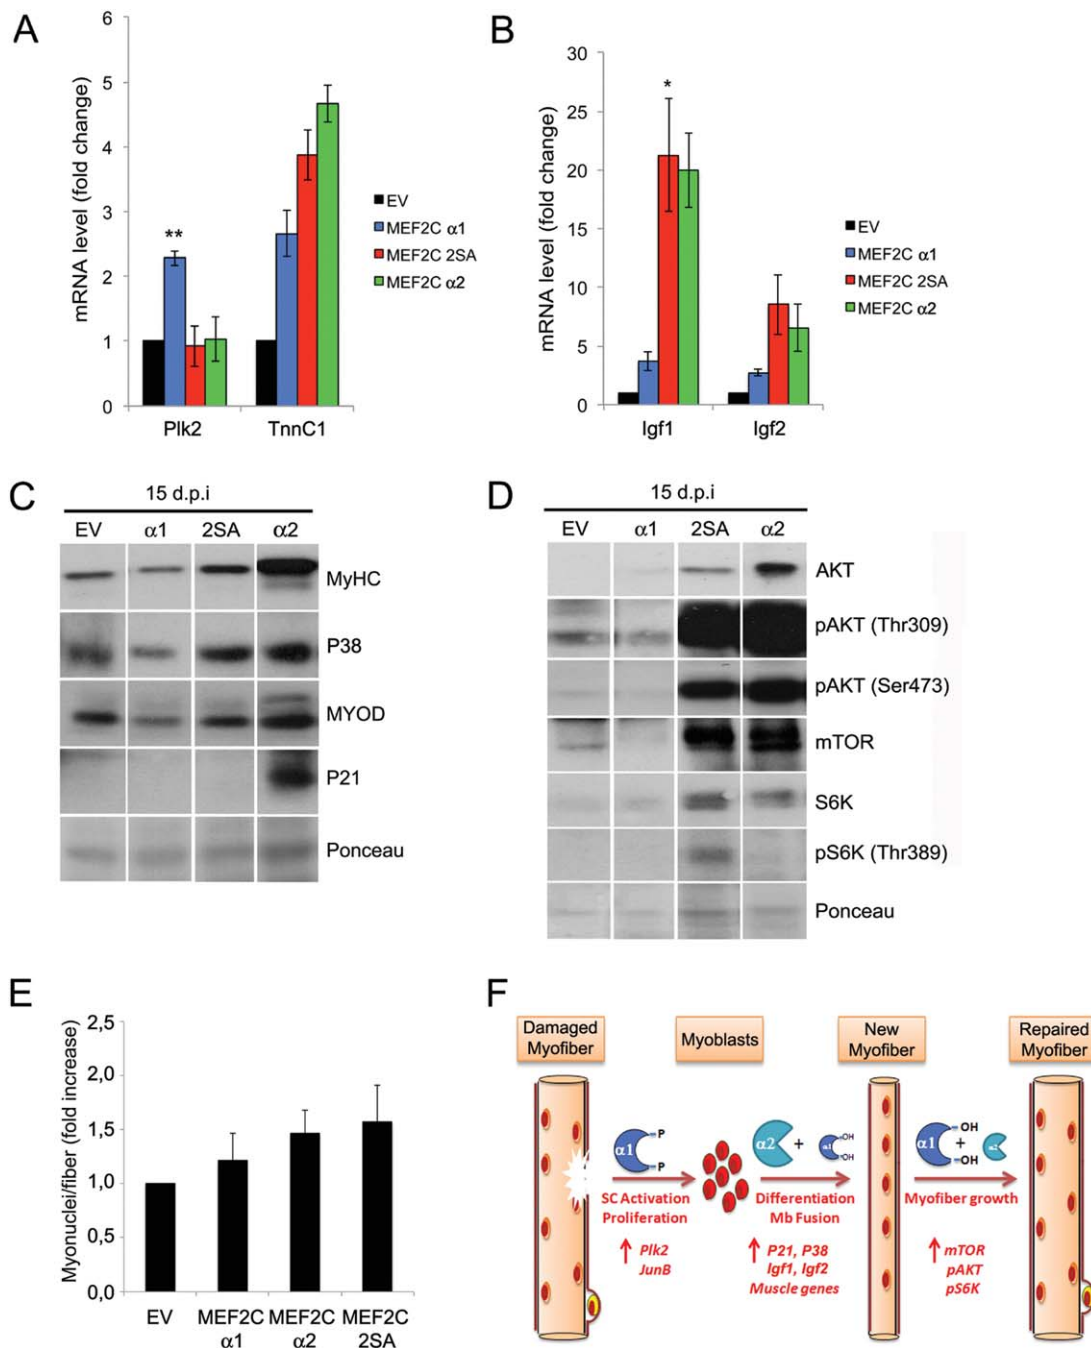 A
mRNA level (fold change)
6
5
4
3
2
1
0
**
Plk2
TnnC1
EV
MEF2C α1
MEF2C 2SA
MEF2C α2
B
mRNA level (fold change)
30
25
20
15
10
5
0
*
Igf1
Igf2
EV
MEF2C α1
MEF2C 2SA
MEF2C α2
C
15 d.p.i
EV α1 2SA α2
MyHC
P38
MYOD
P21
Ponceau
D
15 d.p.i
EV α1 2SA α2
AKT
pAKT (Thr309)
pAKT (Ser473)
mTOR
S6K
pS6K (Thr389)
Ponceau
E
Myonuclei/fiber (fold increase)
2,5
2,0
1,5
1,0
0,5
0,0
EV
MEF2C
α1
MEF2C
α2
MEF2C
2SA
F
Damaged
Myofiber
Myoblasts
New
Myofiber
Repaired
Myofiber
α1
P
P
SC Activation
Proliferation
Plk2
JunB
α2 + α1
OH
OH
Differentiation
Mb Fusion
P21, P38
Igf1, Igf2
Muscle genes
α1 + α2
OH
OH
Myofiber growth
mTOR
pAKT
pS6K